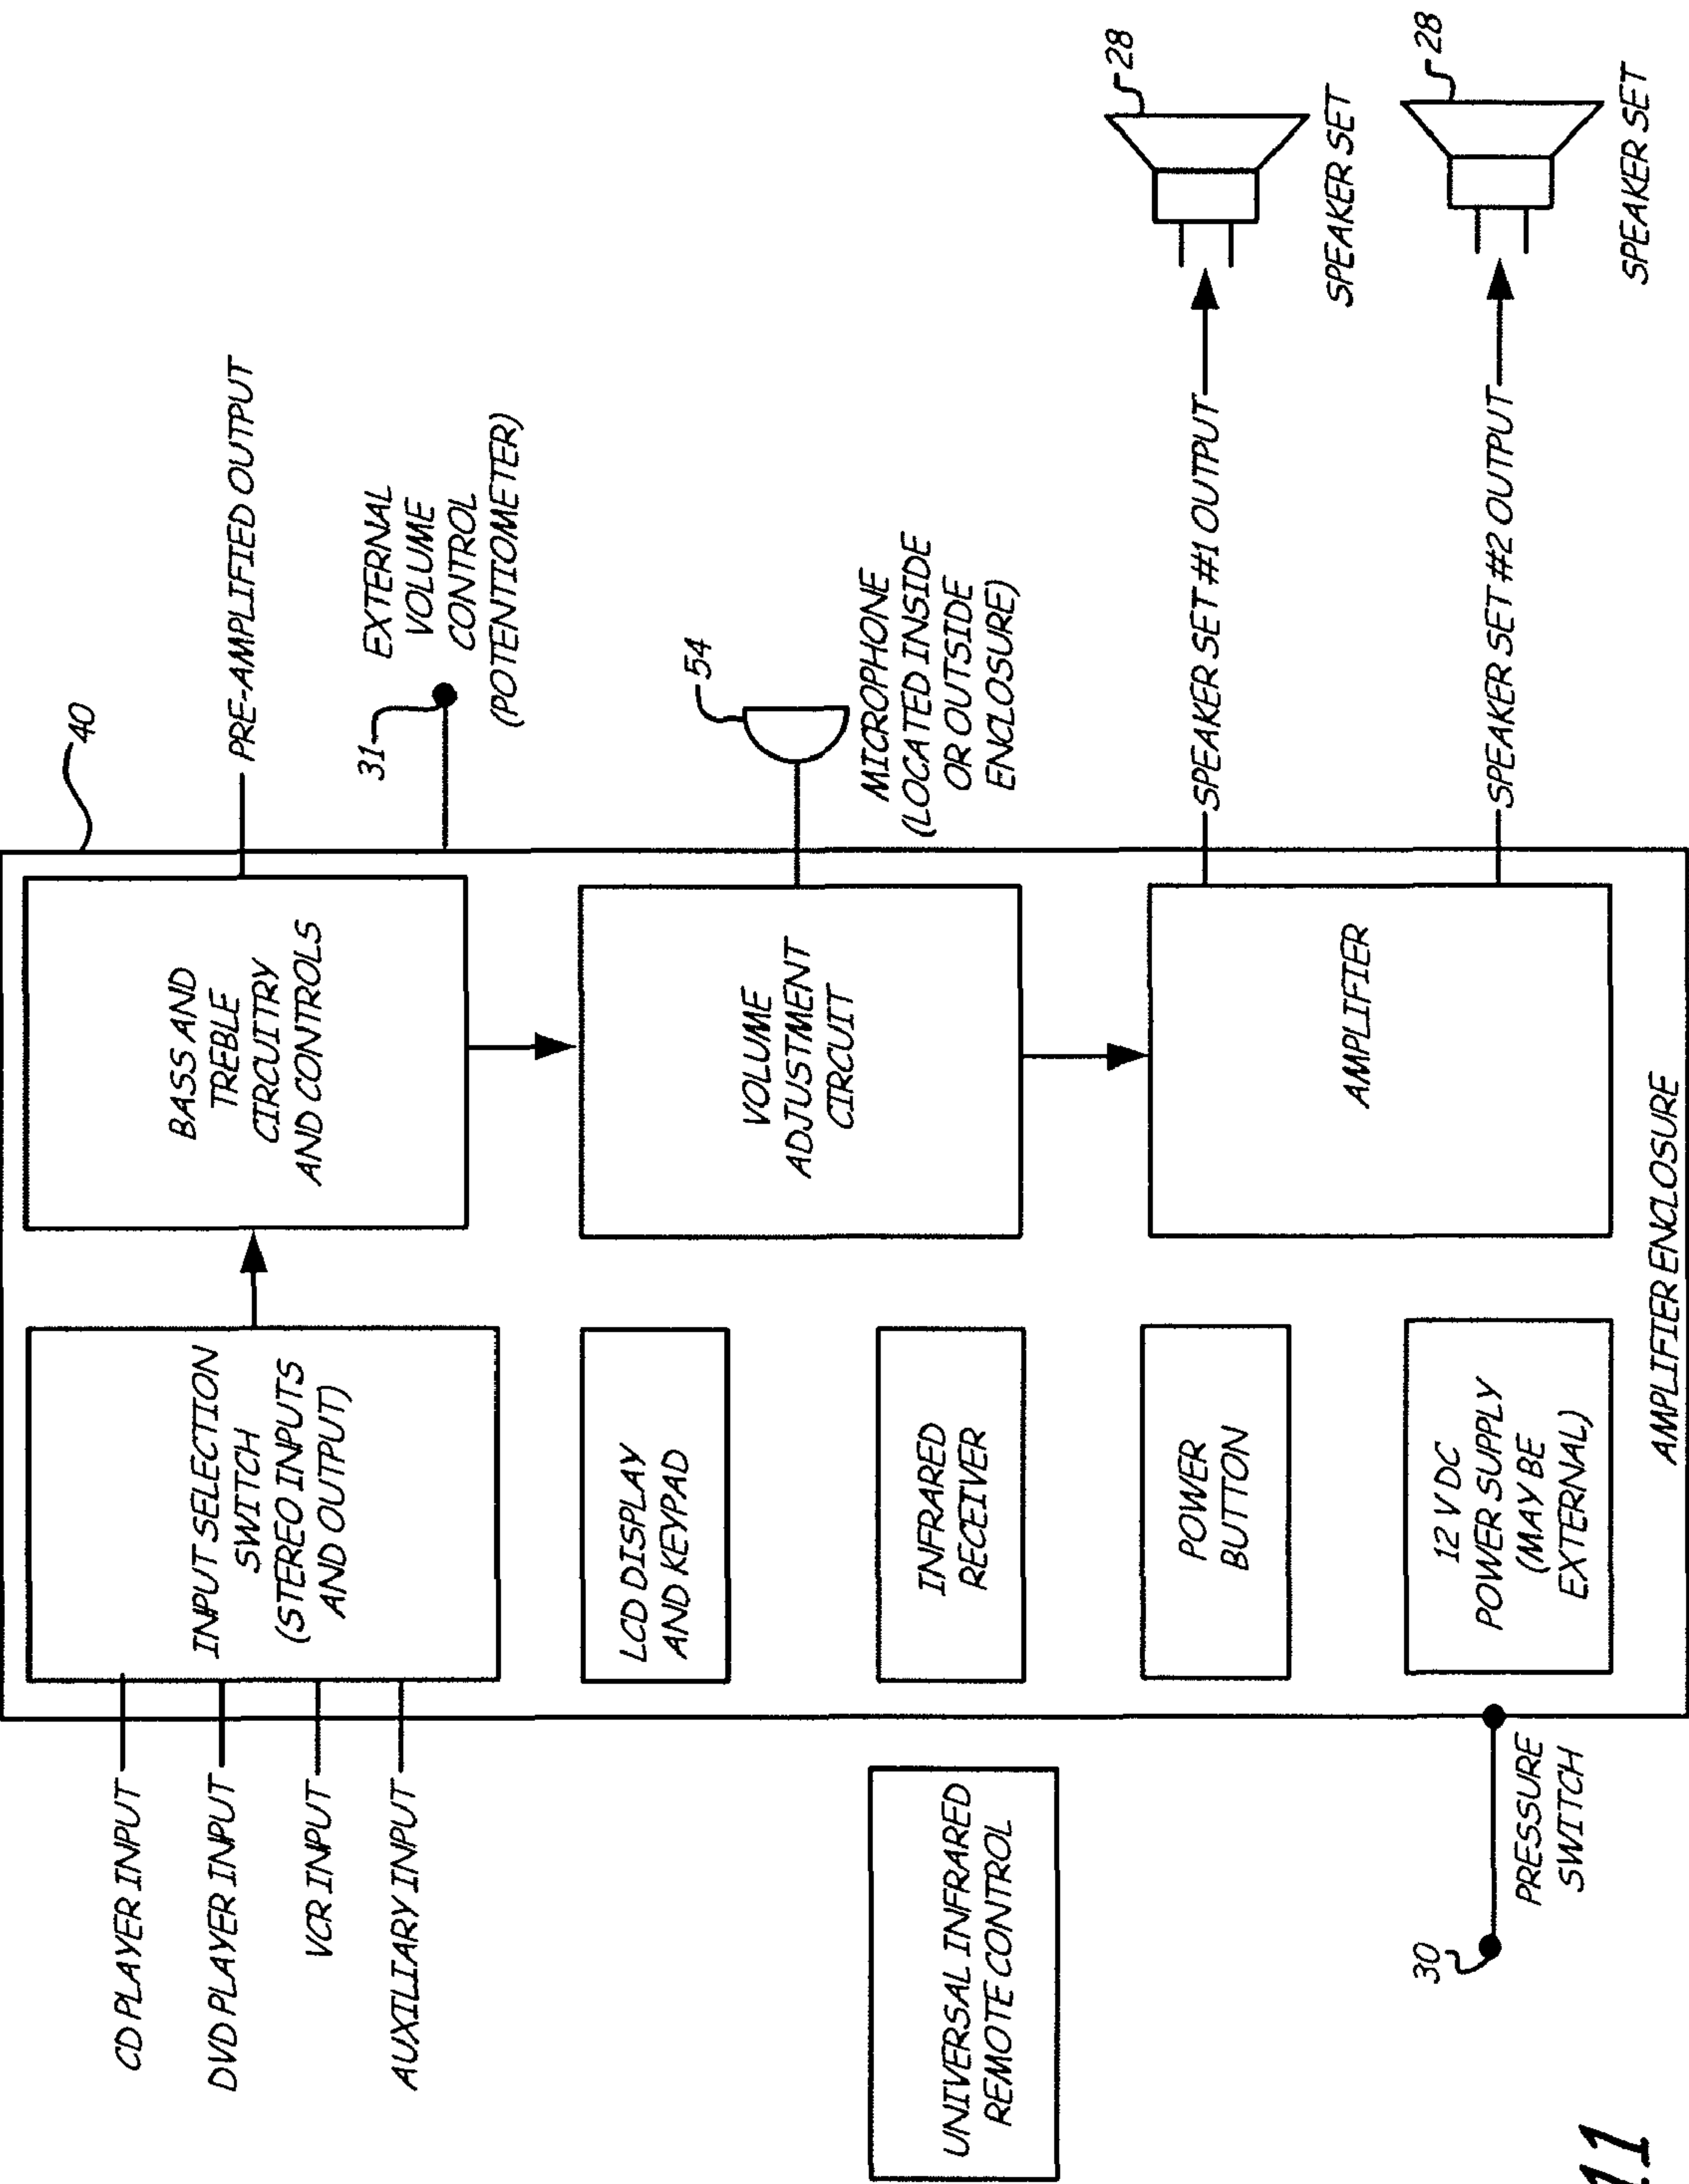 CD PLAYER INPUT
DVD PLAYER INPUT
VCR INPUT
AUXILIARY INPUT
INPUT SELECTION
SWITCH
(STEREO INPUTS
AND OUTPUT)
BASS AND
TREBLE
CIRCUITRY
AND CONTROLS
40
PRE-AMPLIFIED OUTPUT
31
EXTERNAL
VOLUME
CONTROL
(POTENTIOMETER)
LCD DISPLAY
AND KEYPAD
VOLUME
ADJUSTMENT
CIRCUIT
54
MICROPHONE
(LOCATED INSIDE
OR OUTSIDE
ENCLOSURE)
UNIVERSAL INFRARED
REMOTE CONTROL
INFRARED
RECEIVER
POWER
BUTTON
AMPLIFIER
SPEAKER SET #1 OUTPUT
28
SPEAKER SET
SPEAKER SET #2 OUTPUT
28
SPEAKER SET
30
PRESSURE
SWITCH
12 V DC
POWER SUPPLY
(MAY BE
EXTERNAL)
AMPLIFIER ENCLOSURE
11